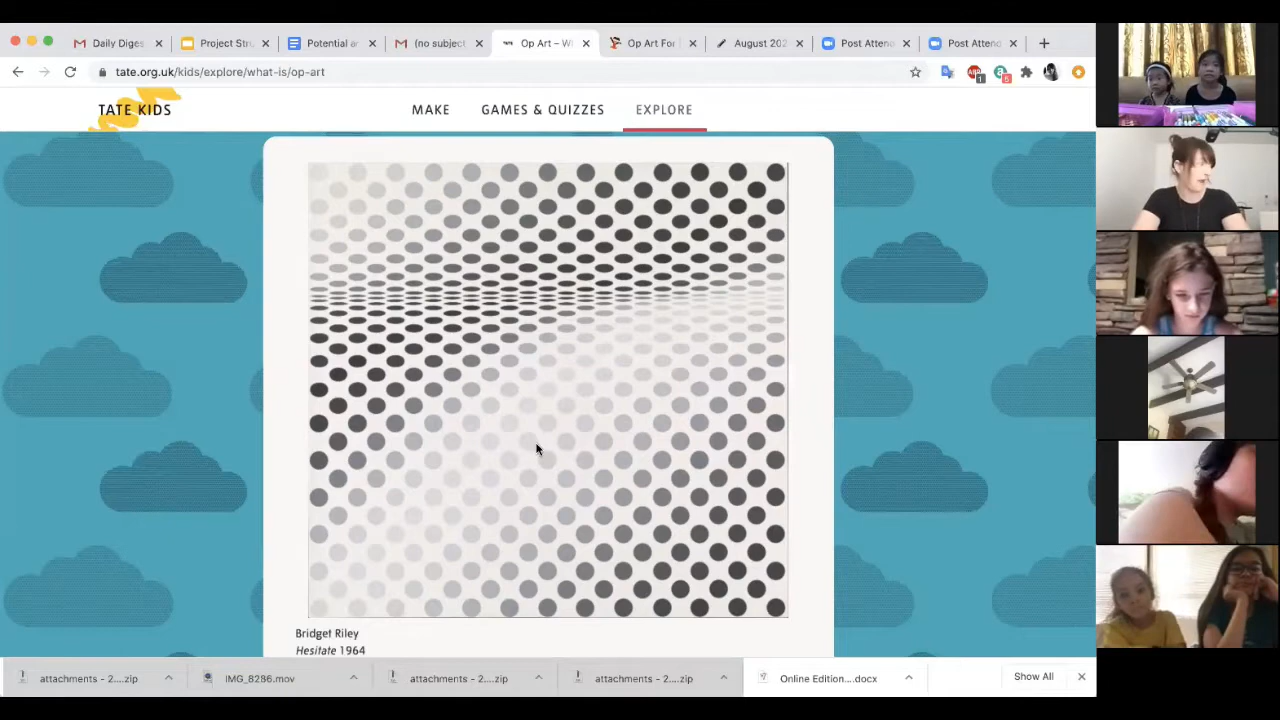 Daily Diges
Project Stru
Potential ar
(no subject
Op Art – W
Op Art For
August 202
Post Attend
Post Attend
tate.org.uk/kids/explore/what-is/op-art
TATE KIDS
MAKE
GAMES & QUIZZES
EXPLORE
Bridget Riley
Hesitate 1964
attachments - 2....zip
IMG_8286.mov
attachments - 2....zip
attachments - 2....zip
Online Edition....docx
Show All